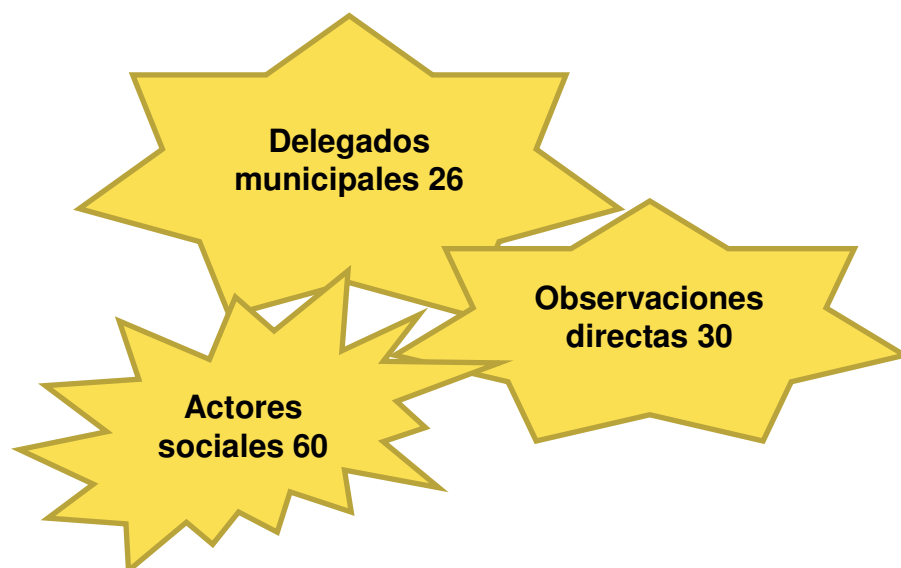 Delegados
municipales 26
Observaciones
directas 30
Actores
sociales 60